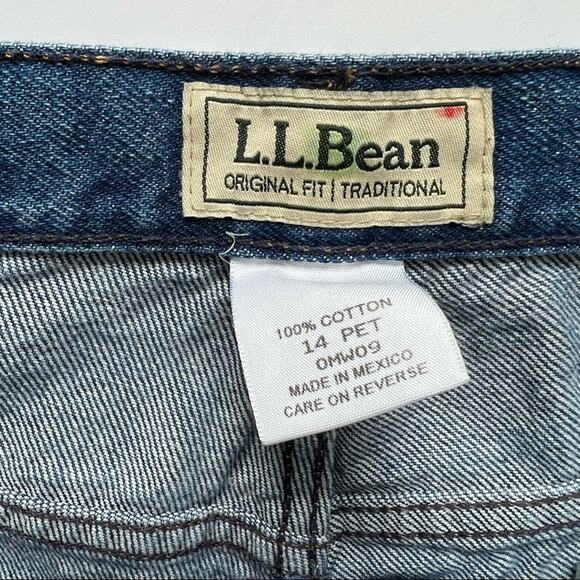 L.L.Bean
ORIGINAL FIT | TRADITIONAL
100% COTTON
14 PET
0MW09
MADE IN MEXICO
CARE ON REVERSE